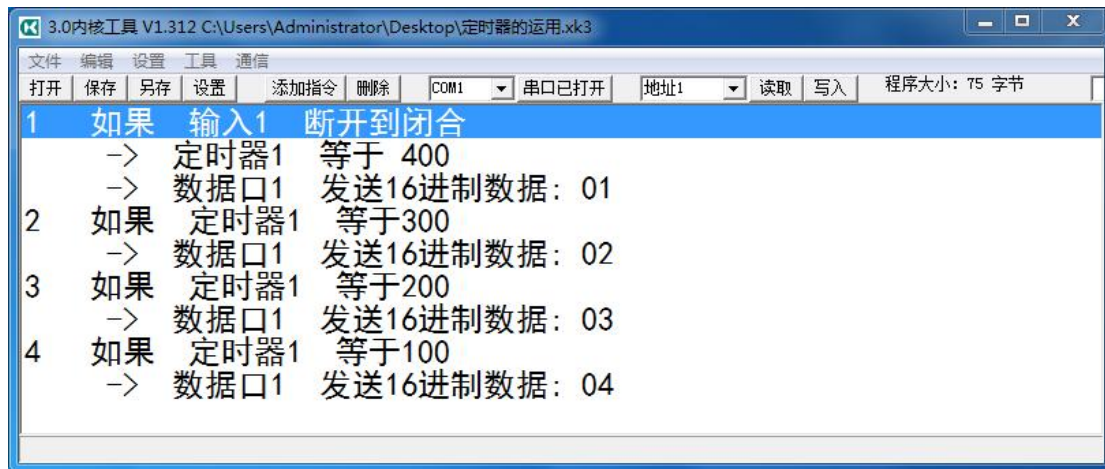 3.0内核工具 V1.312 C:\Users\Administrator\Desktop\定时器的运用.xk3
文件 编辑 设置 工具 通信
打开 保存 另存 设置 添加指令 删除 COM1 串口已打开 地址1 读取 写入 程序大小: 75 字节
1 如果 输入1 断开到闭合
-> 定时器1 等于 400
-> 数据口1 发送16进制数据: 01
2 如果 定时器1 等于300
-> 数据口1 发送16进制数据: 02
3 如果 定时器1 等于200
-> 数据口1 发送16进制数据: 03
4 如果 定时器1 等于100
-> 数据口1 发送16进制数据: 04